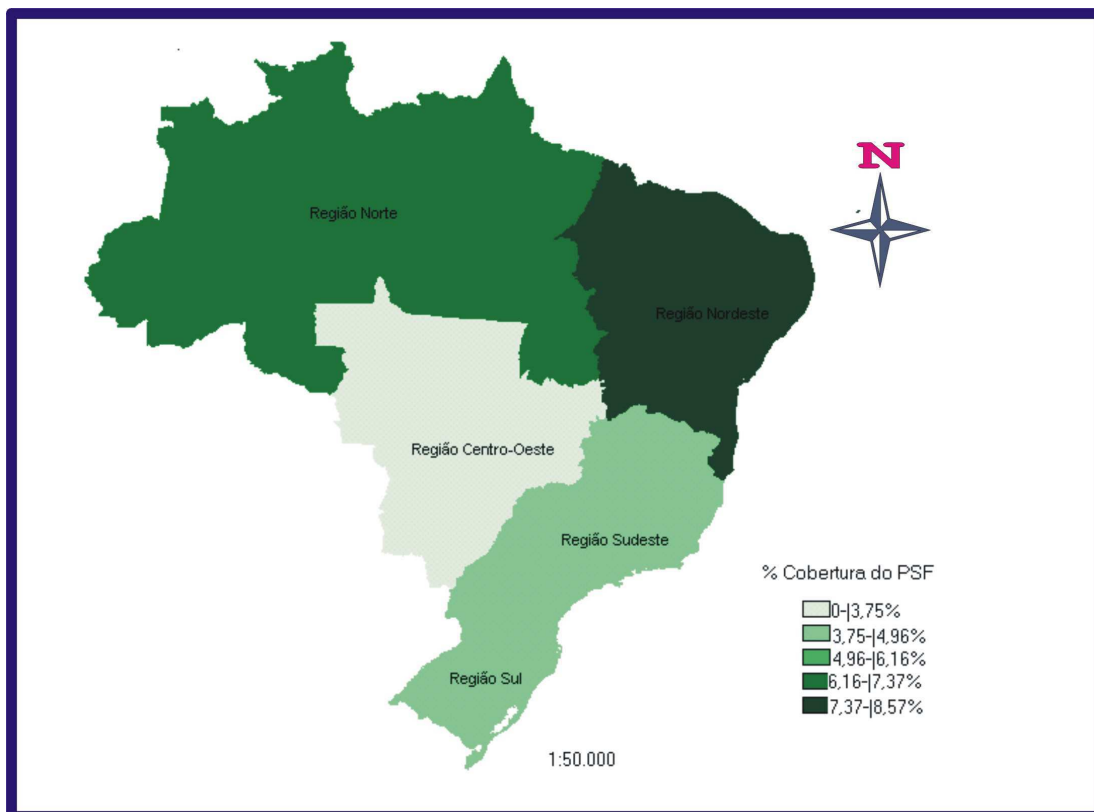 N
Região Norte
Região Nordeste
Região Centro-Oeste
Região Sudeste
Região Sul
% Cobertura do PSF
0-|3,75%
3,75-|4,96%
4,96-|6,16%
6,16-|7,37%
7,37-|8,57%
1:50.000